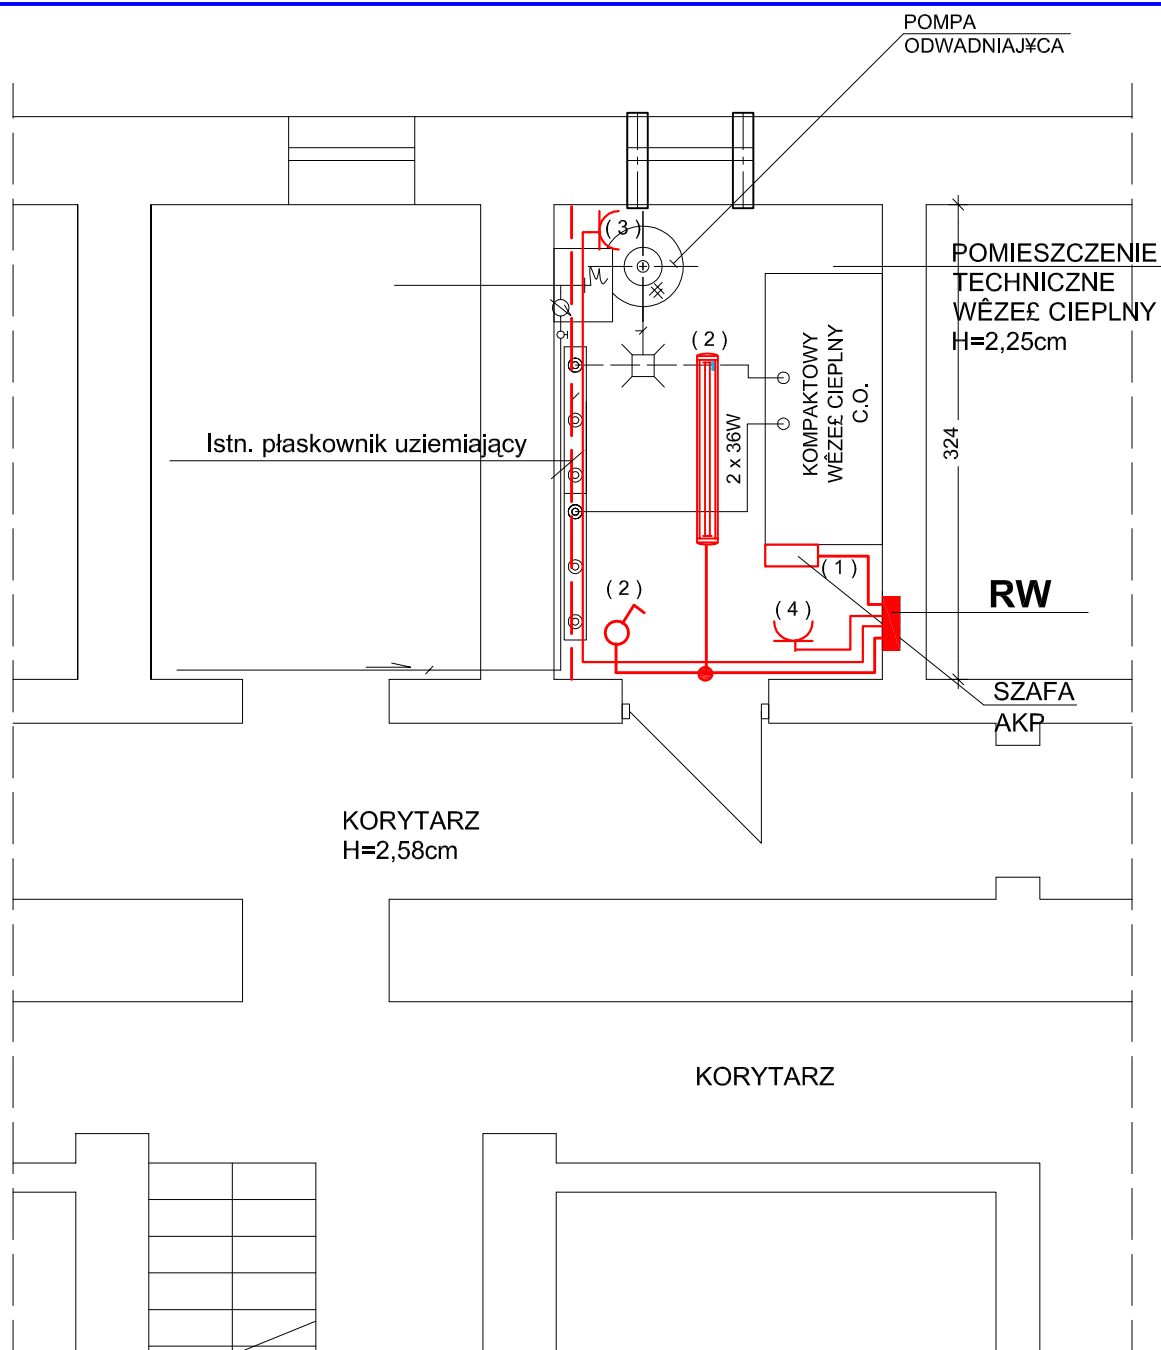 POMPA
ODWADNIAJ¥CA
( 3 )
POMIESZCZENIE
TECHNICZNE
WÊZE£ CIEPLNY
H=2,25cm
( 2 )
KOMPAKTOWY
WÊZE£ CIEPLNY
C.O.
2 x 36W
324
Istn. płaskownik uziemiający
( 1 )
( 2 )
( 4 )
RW
SZAFA
AKP
KORYTARZ
H=2,58cm
KORYTARZ